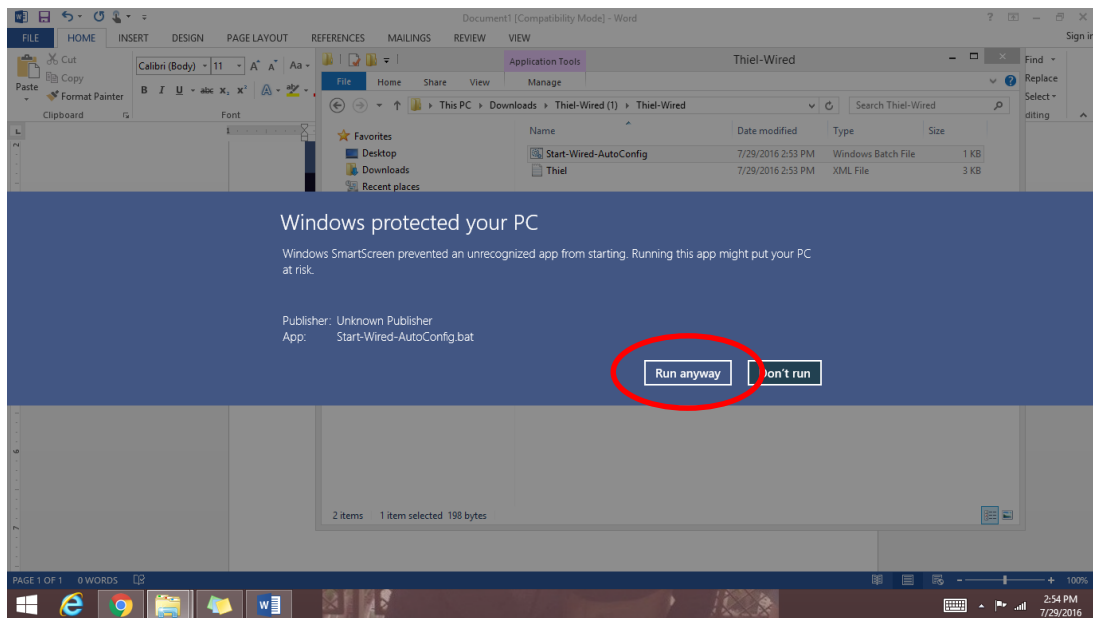 Document1 [Compatibility Mode] - Word
FILE HOME INSERT DESIGN PAGE LAYOUT REFERENCES MAILINGS REVIEW VIEW Sign in
Paste
Cut
Copy
Format Painter
Clipboard
Calibri (Body) 11
Font
Find
Replace
Select
diting
Application Tools Thiel-Wired
File Home Share View Manage
This PC Downloads Thiel-Wired (1) Thiel-Wired Search Thiel-Wired
Favorites
Desktop
Downloads
Recent places
Name Date modified Type Size
Start-Wired-AutoConfig 7/29/2016 2:53 PM Windows Batch File 1 KB
Thiel 7/29/2016 2:53 PM XML File 3 KB
Windows protected your PC
Windows SmartScreen prevented an unrecognized app from starting. Running this app might put your PC
at risk.
Publisher: Unknown Publisher
App: Start-Wired-AutoConfig.bat
Run anyway Don't run
2 items 1 item selected 198 bytes
PAGE 1 OF 1 0 WORDS 100%
2:54 PM
7/29/2016